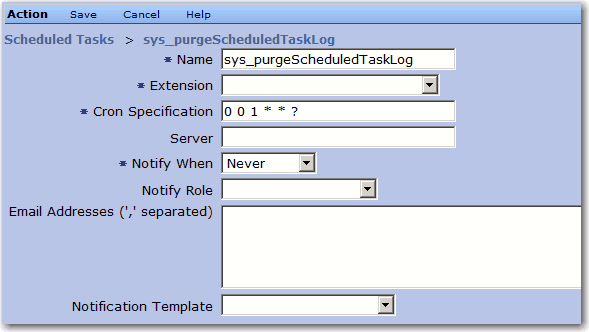 Action Save Cancel Help
Scheduled Tasks > sys_purgeScheduledTaskLog
* Name sys_purgeScheduledTaskLog
* Extension
* Cron Specification 0 0 1 * * ?
Server
* Notify When Never
Notify Role
Email Addresses (',' separated)
Notification Template